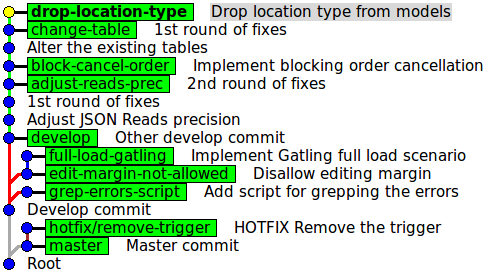 drop-location-type Drop location type from models
change-table 1st round of fixes
Alter the existing tables
block-cancel-order Implement blocking order cancellation
adjust-reads-prec 2nd round of fixes
1st round of fixes
Adjust JSON Reads precision
develop Other develop commit
full-load-gatling Implement Gatling full load scenario
edit-margin-not-allowed Disallow editing margin
grep-errors-script Add script for grepping the errors
Develop commit
hotfix/remove-trigger HOTFIX Remove the trigger
master Master commit
Root